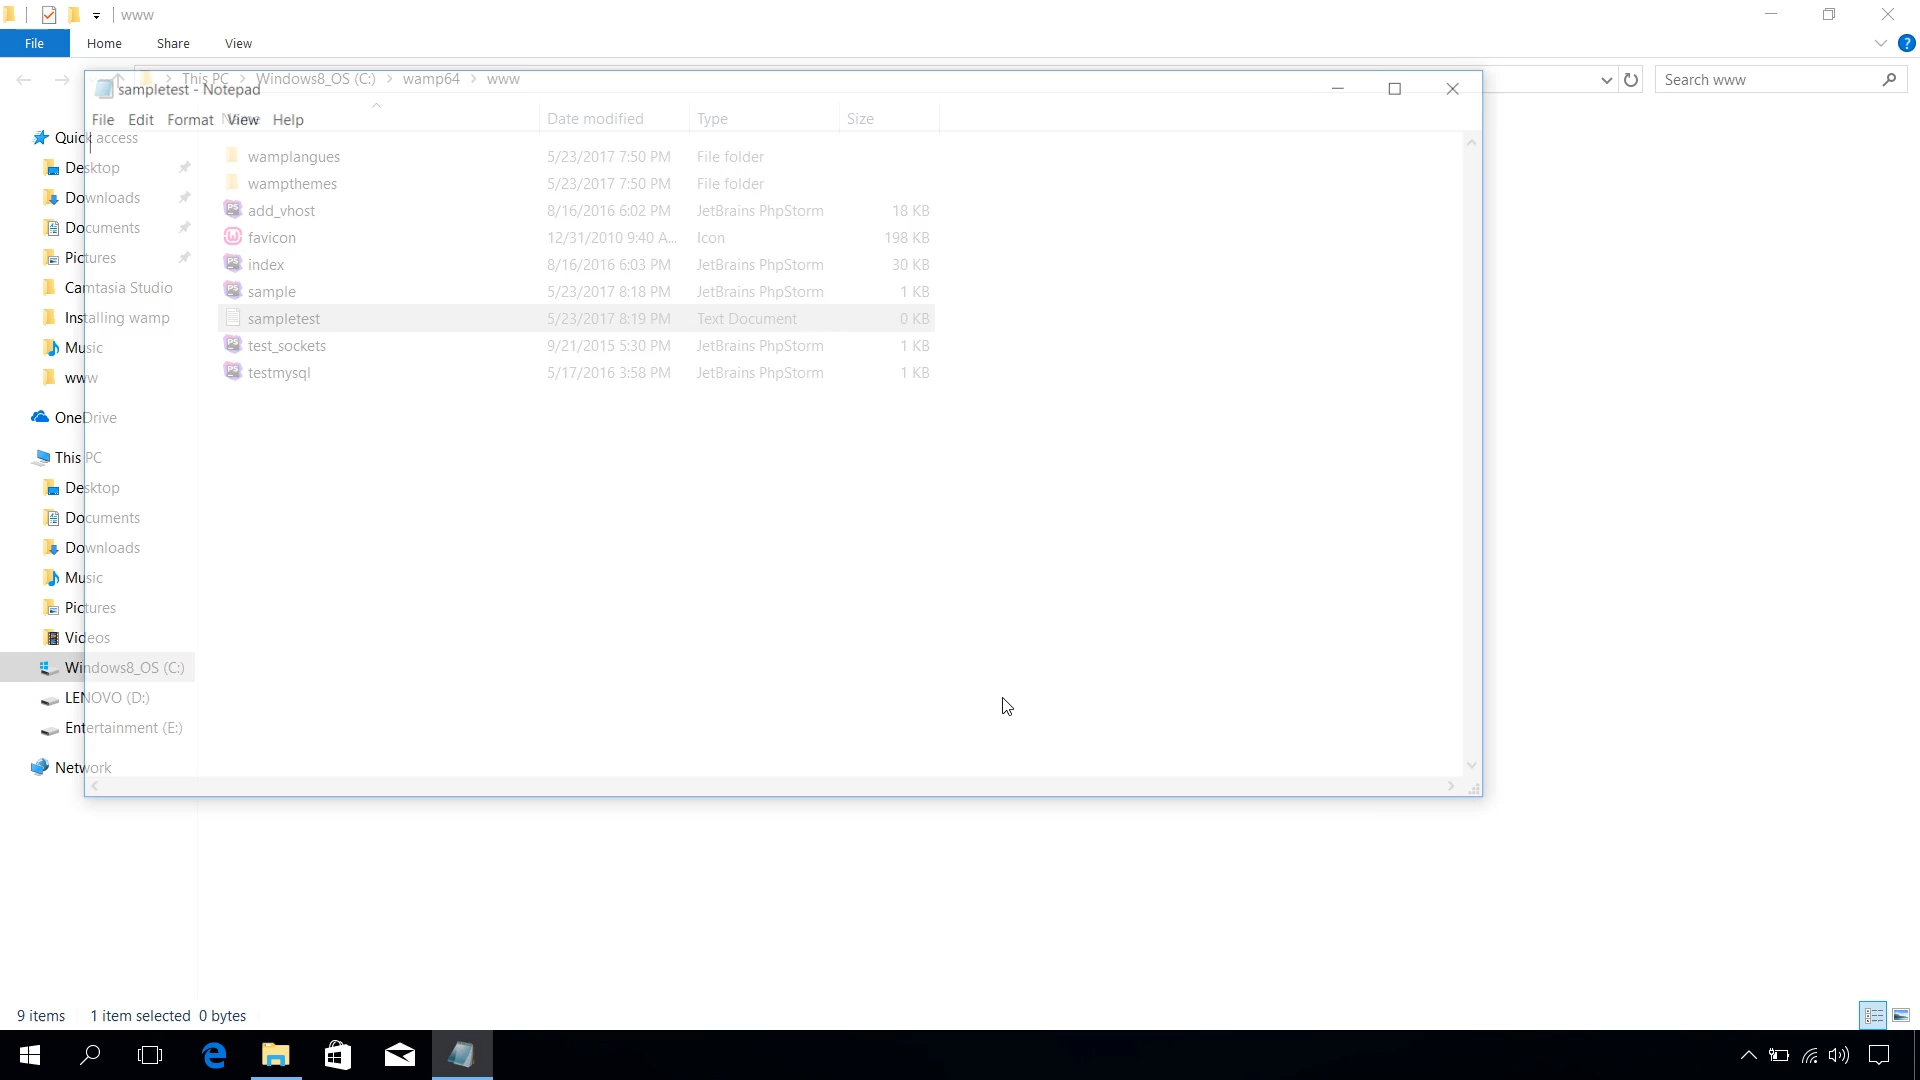 www
File Home Share View
This PC Windows8_OS (C:) wamp64 www
Search www
sampletest - Notepad
File Edit Format View Help
Name Date modified Type Size
Quick access
Desktop
Downloads
Documents
Pictures
Camtasia Studio
Installing wamp
Music
www
OneDrive
This PC
Desktop
Documents
Downloads
Music
Pictures
Videos
Windows8_OS (C:)
LENOVO (D:)
Entertainment (E:)
Network
wamplangues 5/23/2017 7:50 PM File folder
wampthemes 5/23/2017 7:50 PM File folder
add_vhost 8/16/2016 6:02 PM JetBrains PhpStorm 18 KB
favicon 12/31/2010 9:40 A... Icon 198 KB
index 8/16/2016 6:03 PM JetBrains PhpStorm 30 KB
sample 5/23/2017 8:18 PM JetBrains PhpStorm 1 KB
sampletest 5/23/2017 8:19 PM Text Document 0 KB
test_sockets 9/21/2015 5:30 PM JetBrains PhpStorm 1 KB
testmysql 5/17/2016 3:58 PM JetBrains PhpStorm 1 KB
9 items 1 item selected 0 bytes